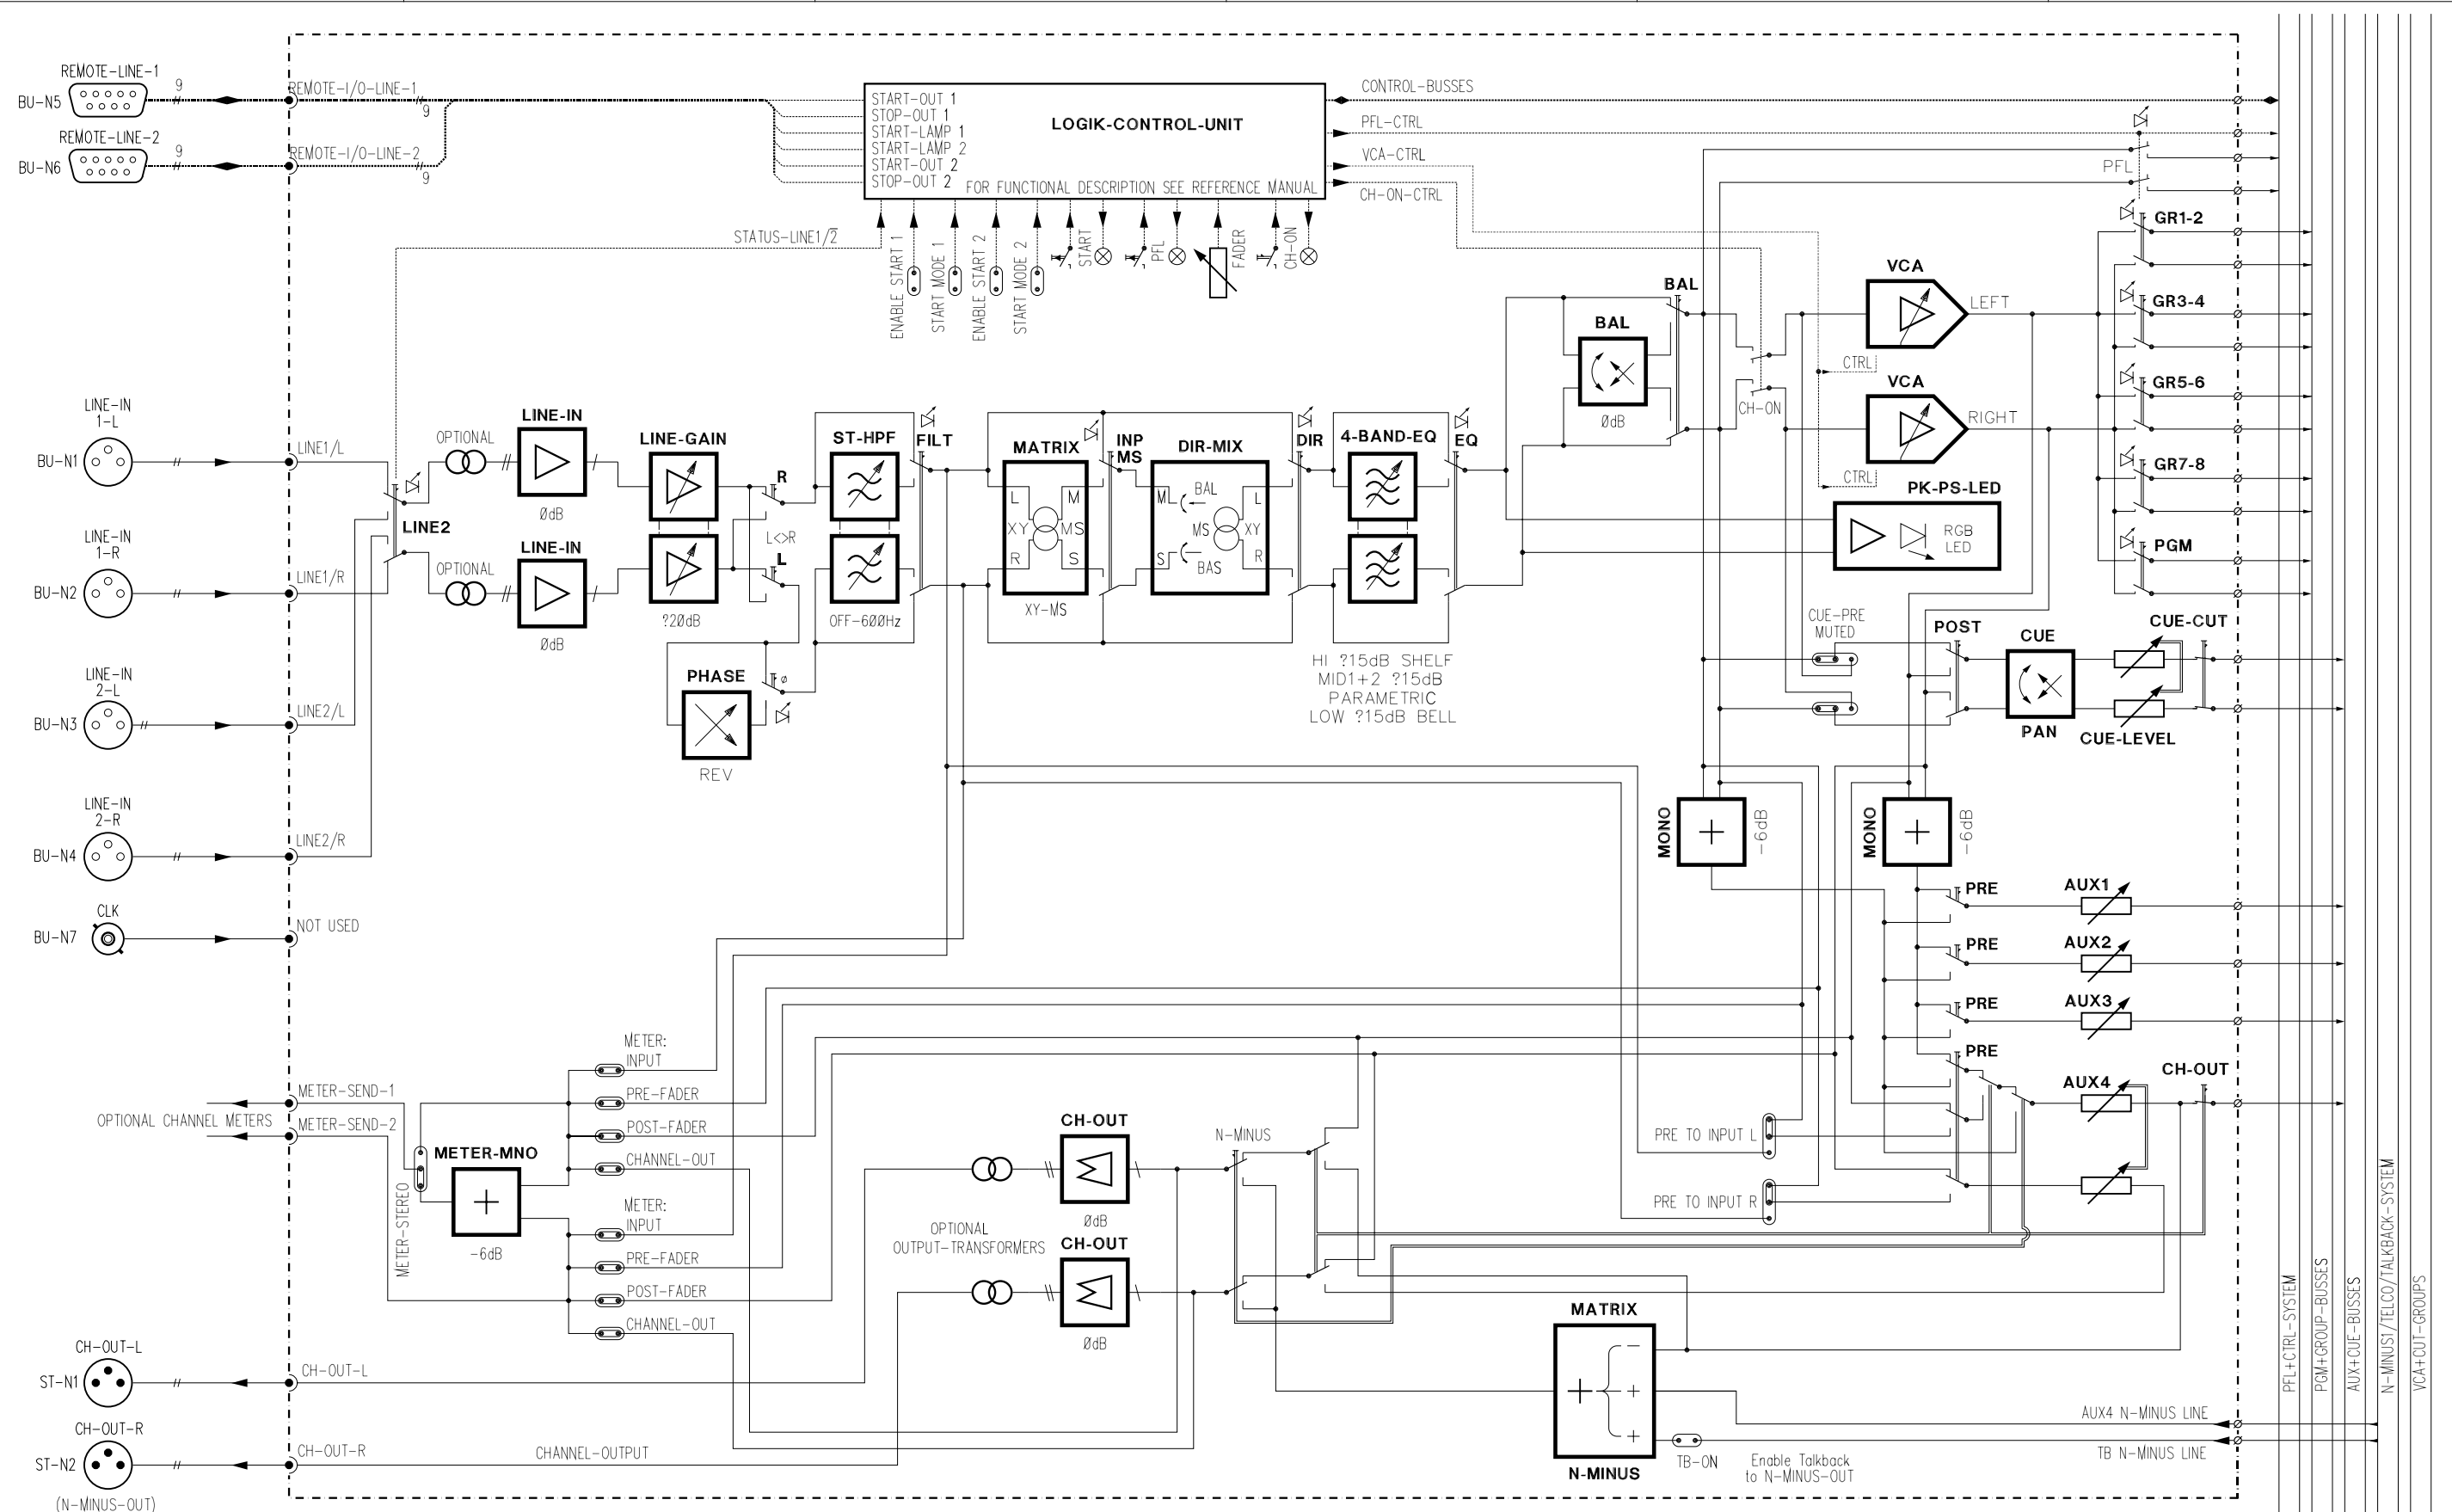 REMOTE-LINE-1
BU-N5
9
REMOTE-I/O-LINE-1
9
REMOTE-LINE-2
BU-N6
9
REMOTE-I/O-LINE-2
9
START-OUT 1
STOP-OUT 1
START-LAMP 1
START-LAMP 2
START-OUT 2
STOP-OUT 2
LOGIK-CONTROL-UNIT
FOR FUNCTIONAL DESCRIPTION SEE REFERENCE MANUAL
CONTROL-BUSSES
PFL-CTRL
VCA-CTRL
CH-ON-CTRL
PFL
STATUS-LINE1/2
ENABLE START 1
START MODE 1
ENABLE START 2
START MODE 2
START
PFL
FADER
CH-ON
GR1-2
GR3-4
GR5-6
GR7-8
PGM
BAL
BAL
ØdB
CH-ON
VCA
LEFT
CTRL
VCA
RIGHT
CTRL
PK-PS-LED
RGB
LED
LINE-IN
1-L
BU-N1
LINE1/L
LINE-IN
1-R
BU-N2
LINE1/R
LINE-IN
2-L
BU-N3
LINE2/L
LINE-IN
2-R
BU-N4
LINE2/R
CLK
BU-N7
NOT USED
LINE2
OPTIONAL
OPTIONAL
LINE-IN
ØdB
LINE-IN
ØdB
LINE-GAIN
?2ØdB
R
L<>R
L
PHASE
REV
ø
ST-HPF
OFF-6ØØHz
FILT
MATRIX
L
M
XY
MS
R
S
XY-MS
INP
MS
DIR-MIX
M
BAL
L
MS
XY
S
BAS
R
DIR
4-BAND-EQ
EQ
HI ?15dB SHELF
MID1+2 ?15dB
PARAMETRIC
LOW ?15dB BELL
CUE-PRE
MUTED
POST
CUE
PAN
CUE-CUT
CUE-LEVEL
MONO
-6dB
MONO
-6dB
PRE
AUX1
PRE
AUX2
PRE
AUX3
PRE
AUX4
CH-OUT
METER-SEND-1
OPTIONAL CHANNEL METERS
METER-SEND-2
METER-STEREO
METER-MNO
-6dB
METER:
INPUT
PRE-FADER
POST-FADER
CHANNEL-OUT
METER:
INPUT
PRE-FADER
POST-FADER
CHANNEL-OUT
OPTIONAL
OUTPUT-TRANSFORMERS
CH-OUT
ØdB
CH-OUT
ØdB
N-MINUS
PRE TO INPUT L
PRE TO INPUT R
MATRIX
N-MINUS
AUX4 N-MINUS LINE
TB N-MINUS LINE
TB-ON
Enable Talkback
to N-MINUS-OUT
CH-OUT-L
ST-N1
CH-OUT-L
CH-OUT-R
ST-N2
CH-OUT-R
CHANNEL-OUTPUT
(N-MINUS-OUT)
PFL+CTRL-SYSTEM
PGM+GROUP-BUSSES
AUX+CUE-BUSSES
N-MINUS1/TELCO/TALKBACK-SYSTEM
VCA+CUT-GROUPS